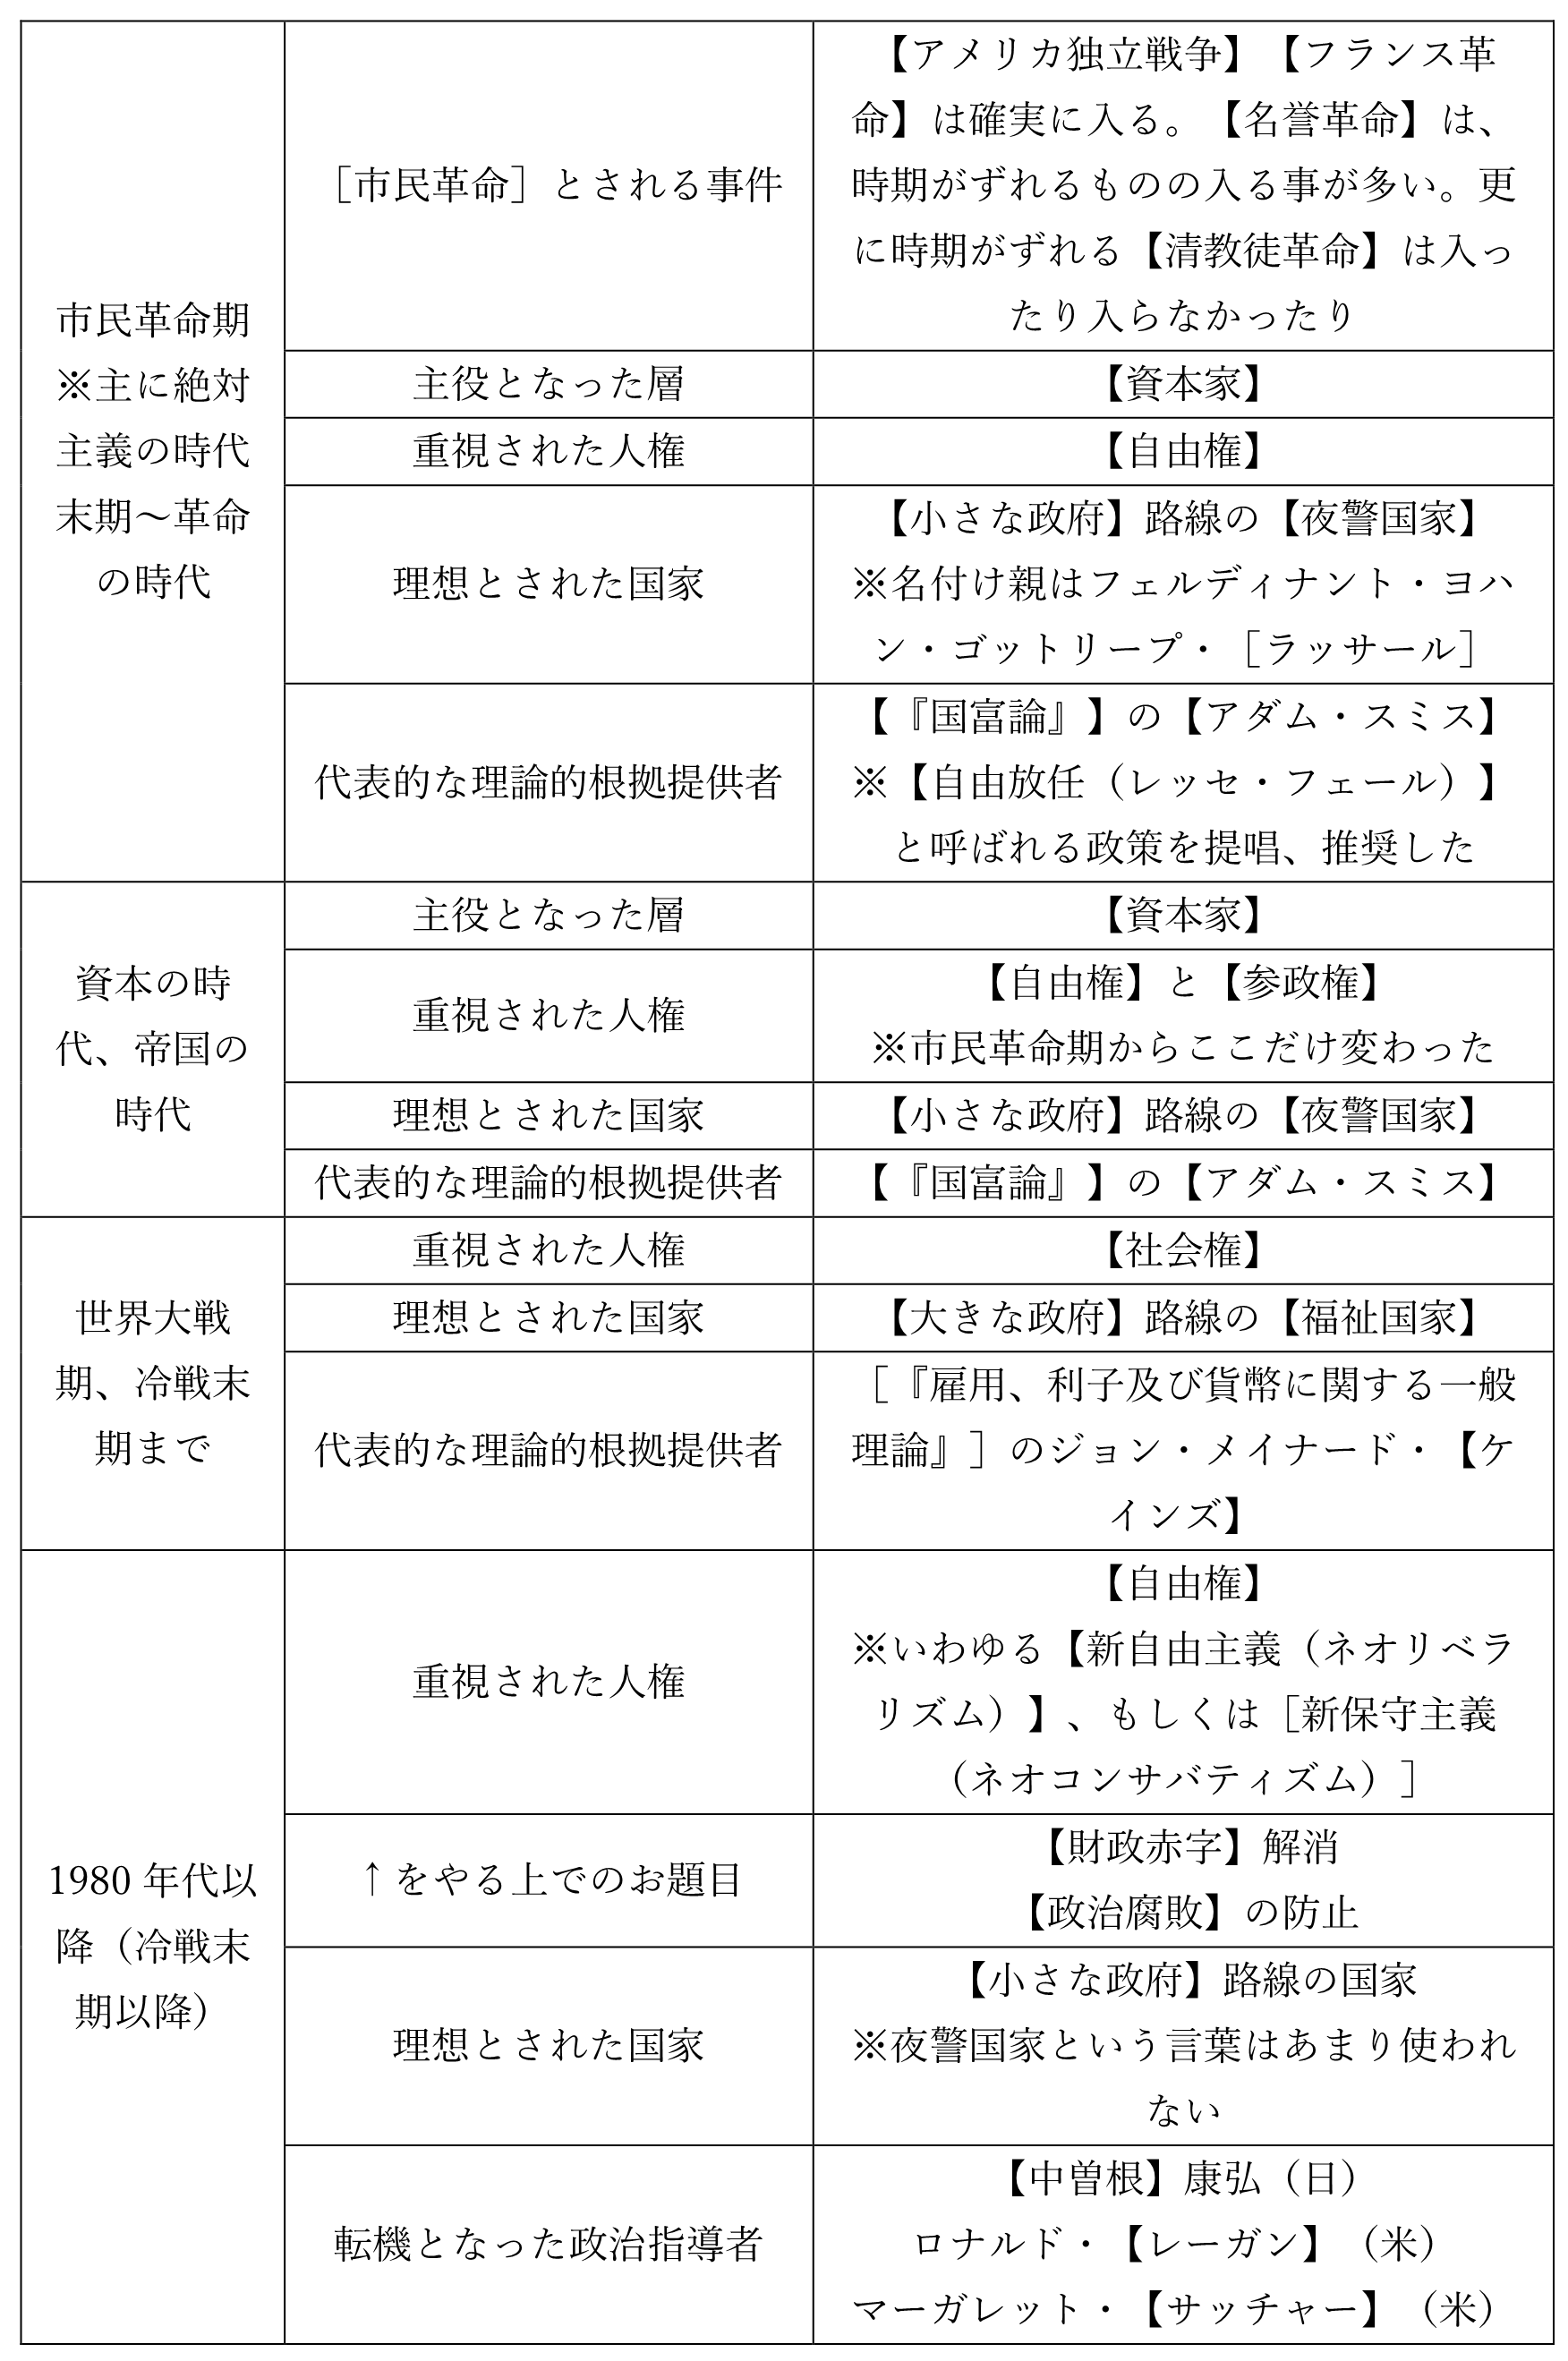 市民革命期
※主に絶対
主義の時代
末期～革命
の時代
［市民革命］とされる事件
【アメリカ独立戦争】【フランス革
命】は確実に入る。【名誉革命】は、
時期がずれるものの入る事が多い。更
に時期がずれる【清教徒革命】は入っ
たり入らなかったり
主役となった層
【資本家】
重視された人権
【自由権】
理想とされた国家
【小さな政府】路線の【夜警国家】
※名付け親はフェルディナント・ヨハ
ン・ゴットリープ・［ラッサール］
代表的な理論的根拠提供者
【『国富論』】の【アダム・スミス】
※【自由放任（レッセ・フェール）】
と呼ばれる政策を提唱、推奨した
資本の時
代、帝国の
時代
主役となった層
【資本家】
重視された人権
【自由権】と【参政権】
※市民革命期からここだけ変わった
理想とされた国家
【小さな政府】路線の【夜警国家】
代表的な理論的根拠提供者
【『国富論』】の【アダム・スミス】
世界大戦
期、冷戦末
期まで
重視された人権
【社会権】
理想とされた国家
【大きな政府】路線の【福祉国家】
代表的な理論的根拠提供者
［『雇用、利子及び貨幣に関する一般
理論』］のジョン・メイナード・【ケ
インズ】
1980 年代以
降（冷戦末
期以降）
重視された人権
【自由権】
※いわゆる【新自由主義（ネオリベラ
リズム）】、もしくは［新保守主義
（ネオコンサバティズム）］
↑をやる上でのお題目
【財政赤字】解消
【政治腐敗】の防止
理想とされた国家
【小さな政府】路線の国家
※夜警国家という言葉はあまり使われ
ない
転機となった政治指導者
【中曽根】康弘（日）
ロナルド・【レーガン】（米）
マーガレット・【サッチャー】（米）